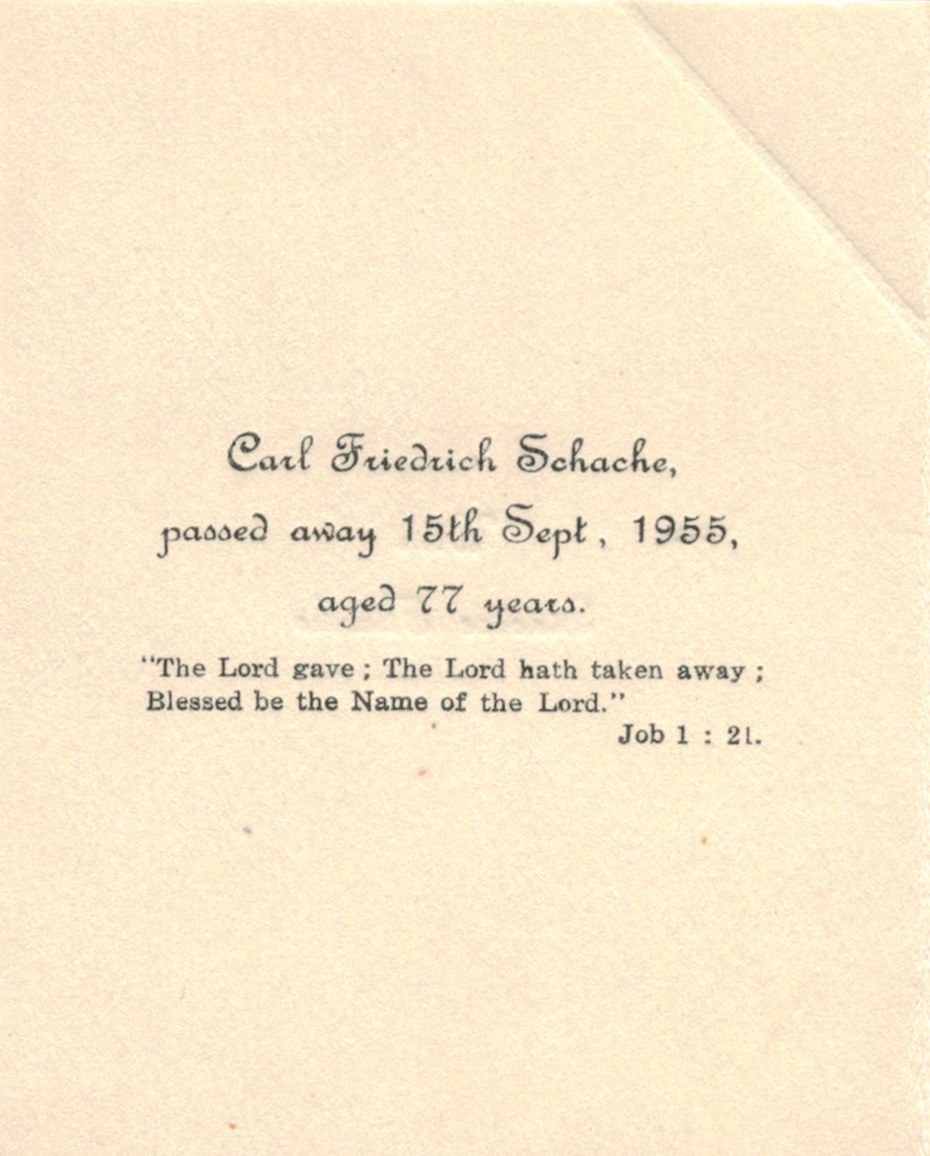 Carl Friedrich Schache,
passed away 15th Sept, 1955,
aged 77 years.
"The Lord gave; The Lord hath taken away;
Blessed be the Name of the Lord."
Job 1 : 21.